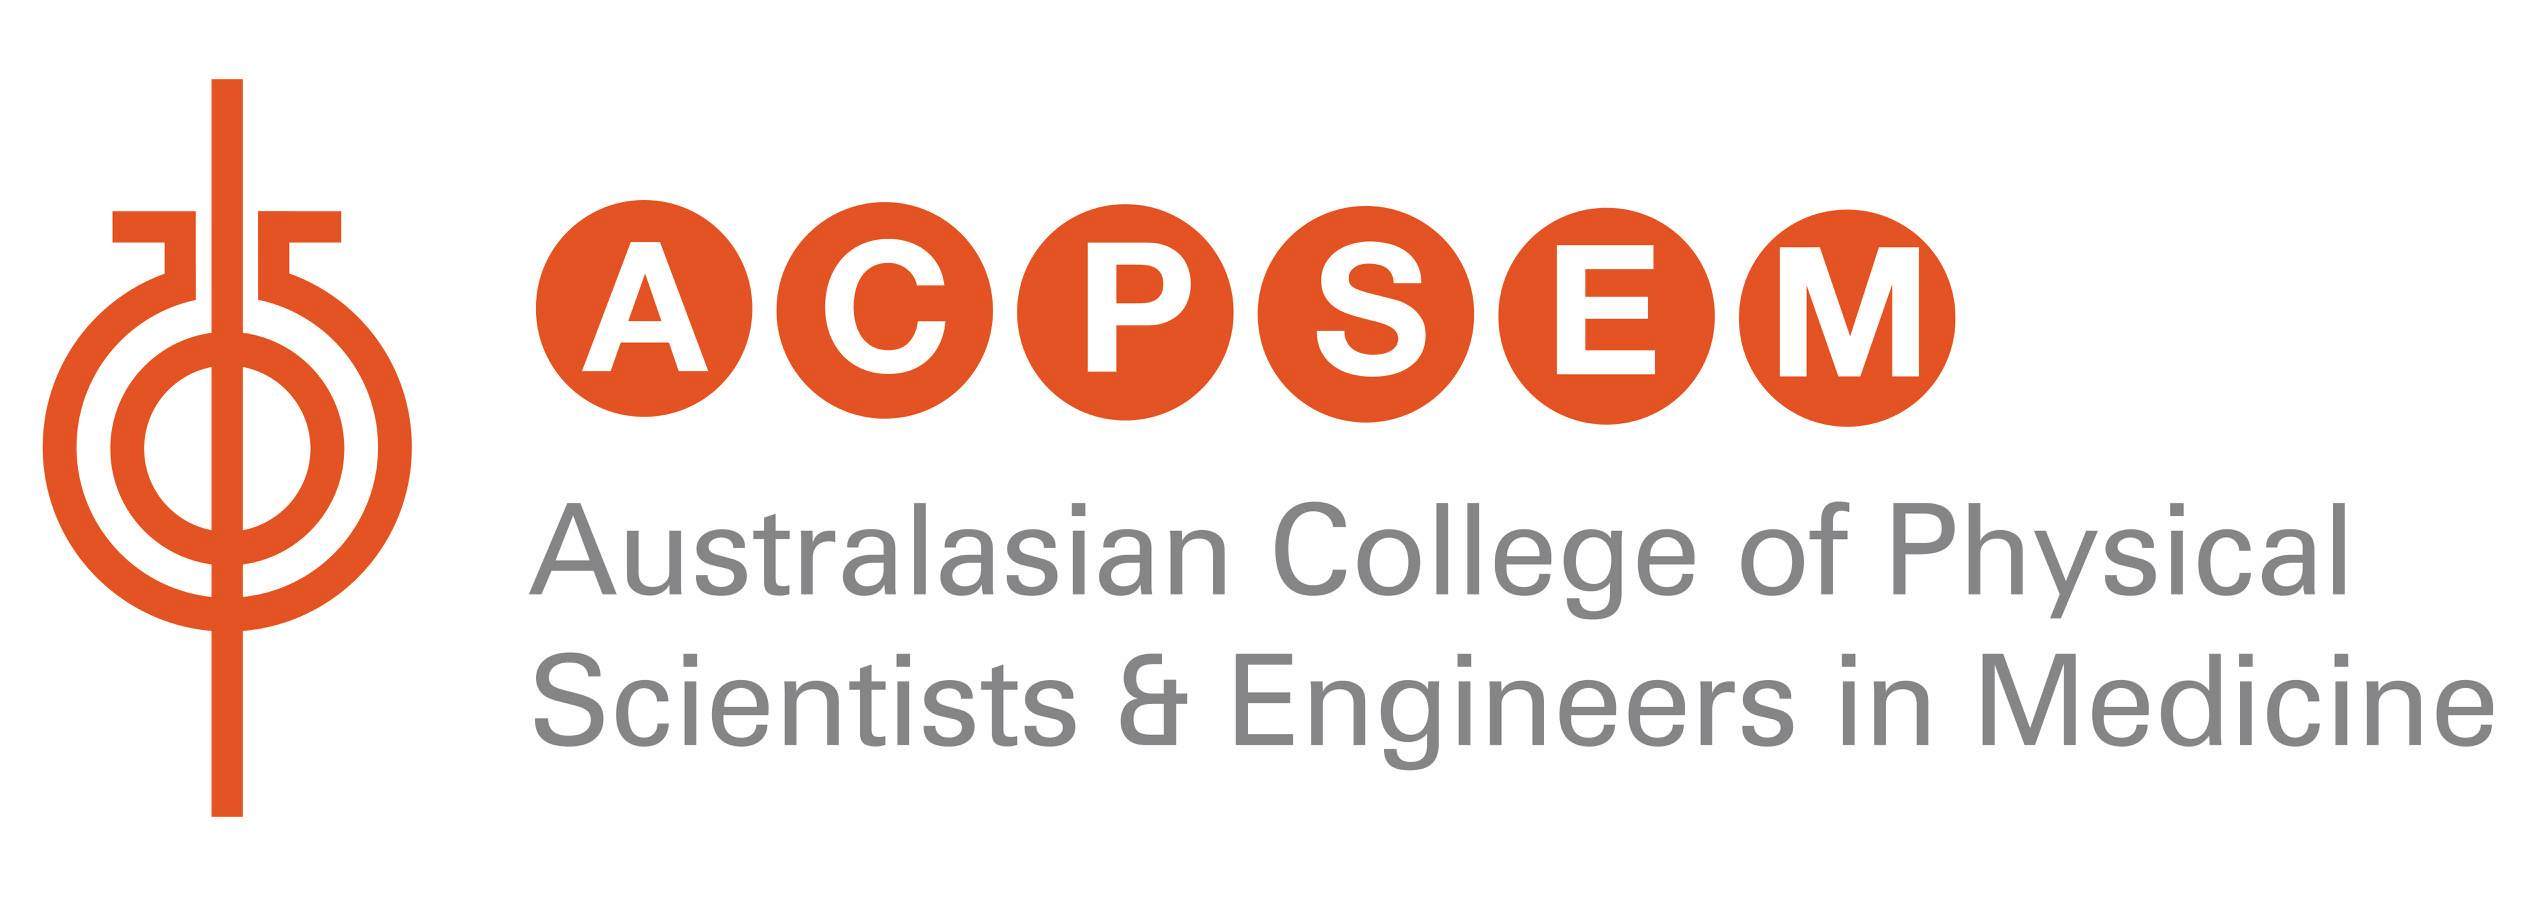 ACPSEM
Australasian College of Physical
Scientists & Engineers in Medicine